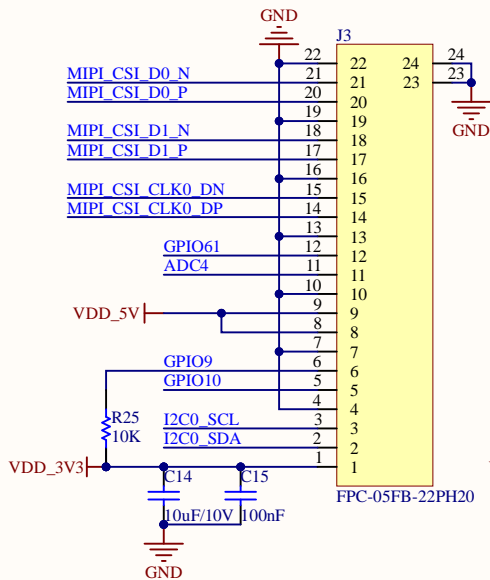 GND
J3
22 22 24 24
MIPI_CSI_D0_N 21 21 23 23
MIPI_CSI_D0_P 20 20
19 19 GND
MIPI_CSI_D1_N 18 18
MIPI_CSI_D1_P 17 17
16 16
MIPI_CSI_CLK0_DN 15 15
MIPI_CSI_CLK0_DP 14 14
13 13
GPIO61 12 12
ADC4 11 11
10 10
VDD_5V 9 9
8 8
7 7
GPIO9 6 6
GPIO10 5 5
4 4
R25
10K
I2C0_SCL 3 3
I2C0_SDA 2 2
VDD_3V3 1 1
C14 C15
10uF/10V 100nF
FPC-05FB-22PH20
GND